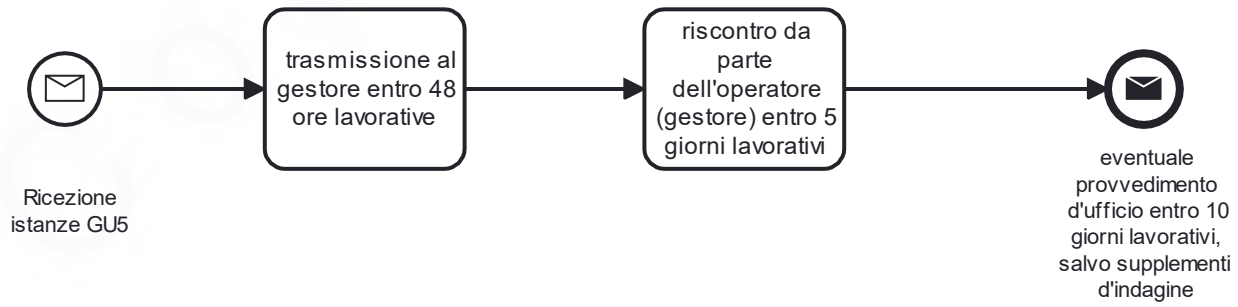 Ricezione
istanze GU5
trasmissione al
gestore entro 48
ore lavorative
riscontro da
parte
dell'operatore
(gestore) entro 5
giorni lavorativi
eventuale
provvedimento
d'ufficio entro 10
giorni lavorativi,
salvo supplementi
d'indagine